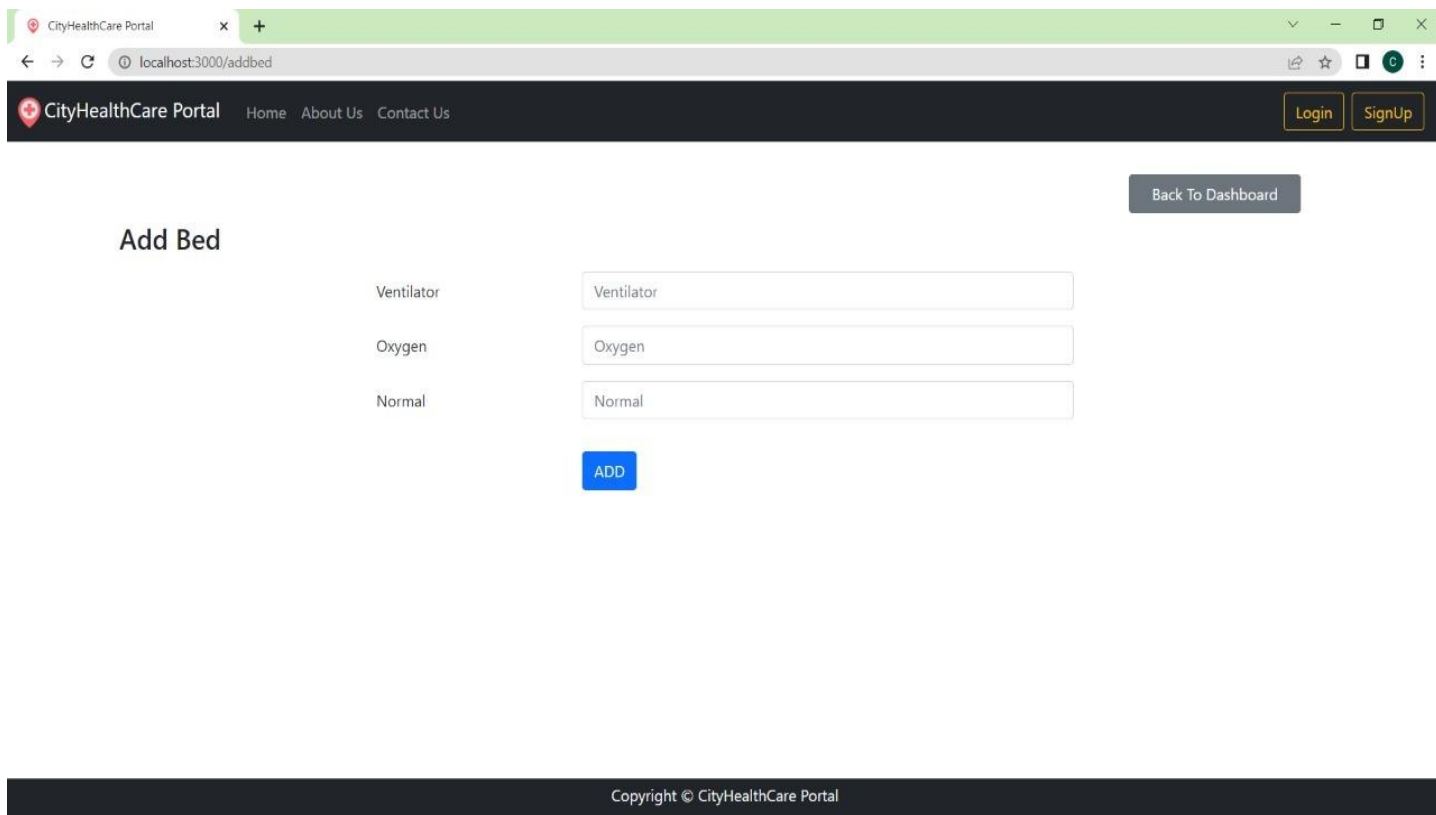 CityHealthCare Portal
localhost:3000/addbed
C
CityHealthCare Portal Home About Us Contact Us Login SignUp
Back To Dashboard
Add Bed
Ventilator Ventilator
Oxygen Oxygen
Normal Normal
ADD
Copyright © CityHealthCare Portal